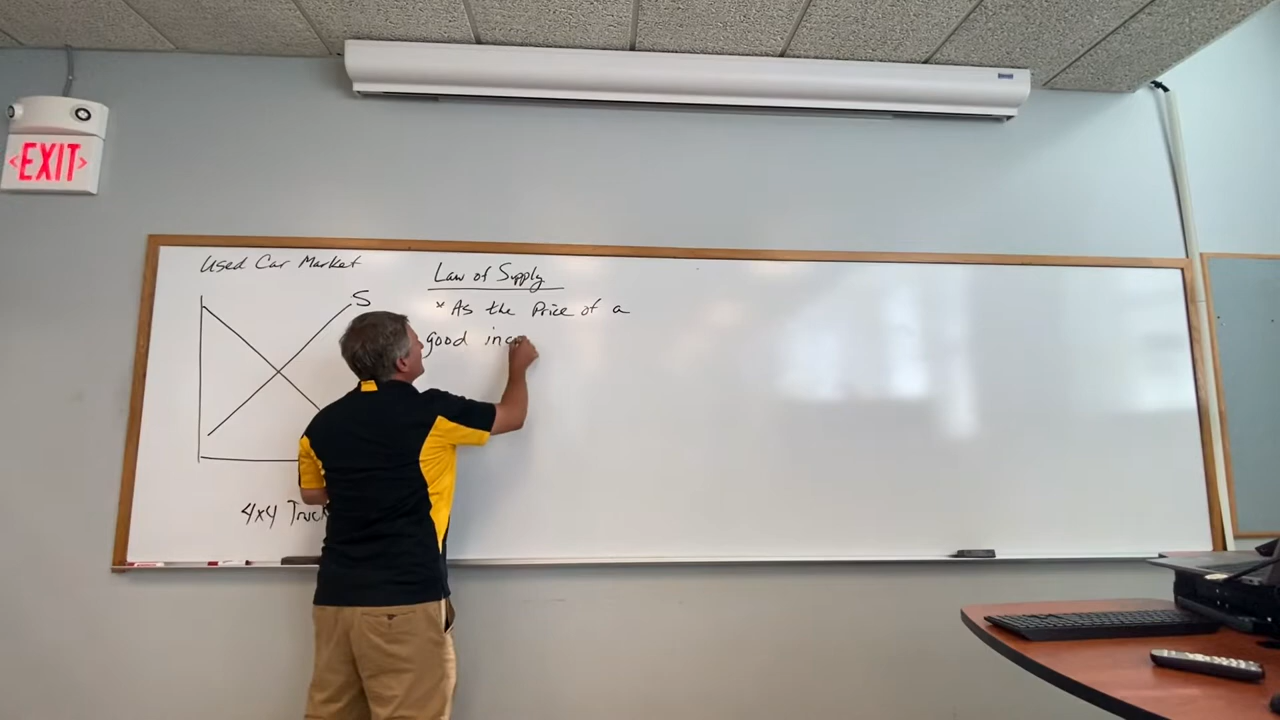 <EXIT>
Used Car Market
Law of Supply
S
* As the Price of a
good inc
4x4 Truck